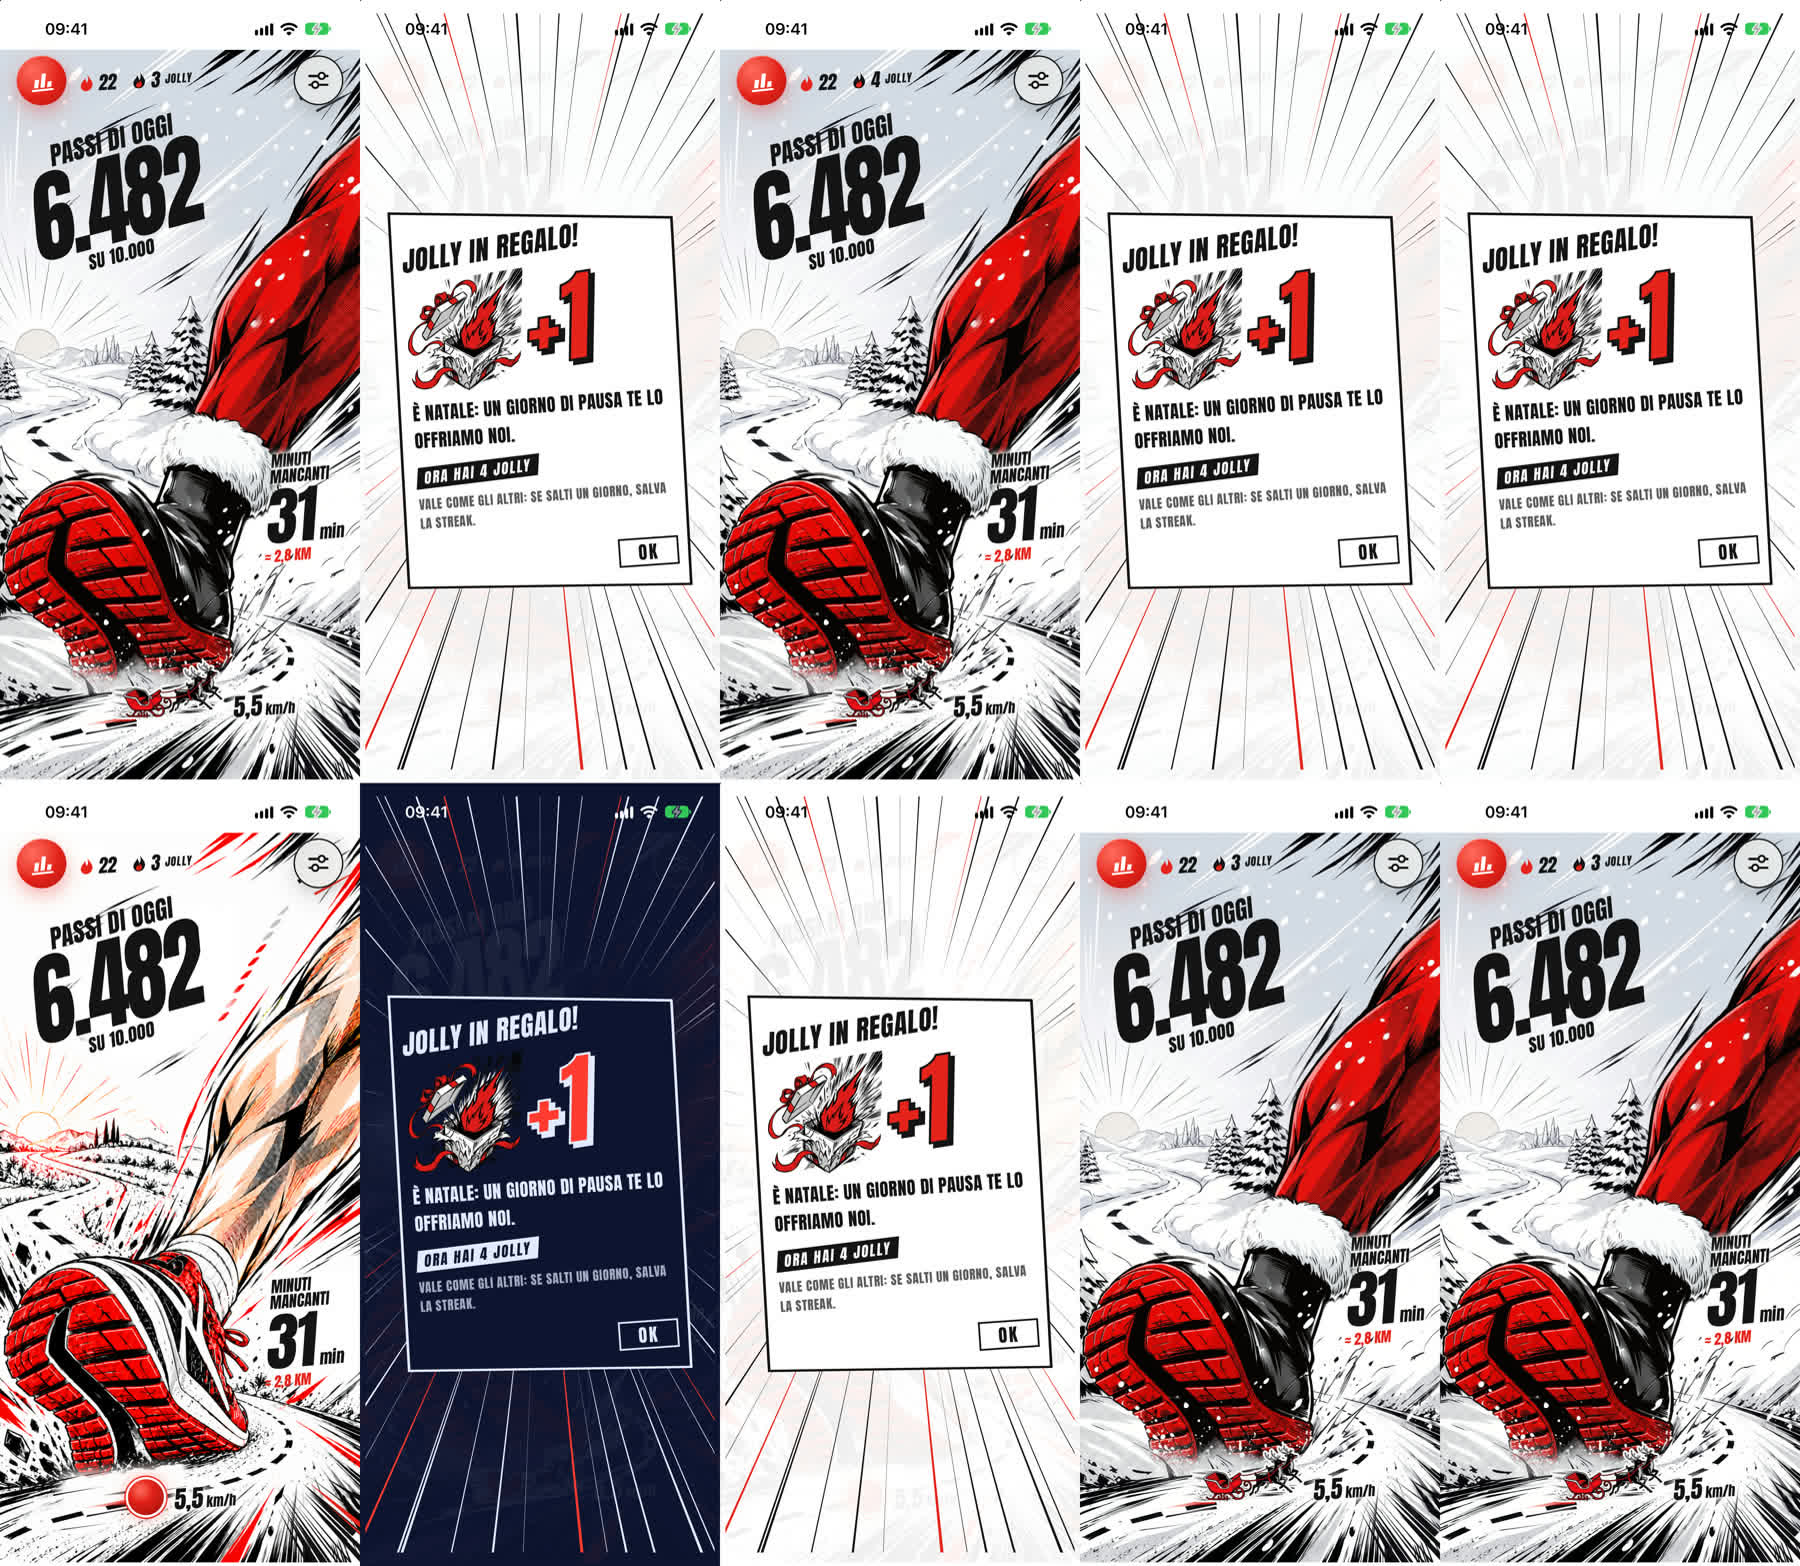 09:41
22 3 JOLLY
PASSI DI OGGI
6.482
SU 10.000
MINUTI
MANCANTI
31 min
≈ 2,8 KM
5,5 km/h
09:41
JOLLY IN REGALO!
+1
È NATALE: UN GIORNO DI PAUSA TE LO
OFFRIAMO NOI.
ORA HAI 4 JOLLY
VALE COME GLI ALTRI: SE SALTI UN GIORNO, SALVA
LA STREAK.
OK
09:41
22 4 JOLLY
PASSI DI OGGI
6.482
SU 10.000
MINUTI
MANCANTI
31 min
≈ 2,8 KM
5,5 km/h
09:41
JOLLY IN REGALO!
+1
È NATALE: UN GIORNO DI PAUSA TE LO
OFFRIAMO NOI.
ORA HAI 4 JOLLY
VALE COME GLI ALTRI: SE SALTI UN GIORNO, SALVA
LA STREAK.
OK
09:41
JOLLY IN REGALO!
+1
È NATALE: UN GIORNO DI PAUSA TE LO
OFFRIAMO NOI.
ORA HAI 4 JOLLY
VALE COME GLI ALTRI: SE SALTI UN GIORNO, SALVA
LA STREAK.
OK
09:41
22 3 JOLLY
PASSI DI OGGI
6.482
SU 10.000
MINUTI
MANCANTI
31 min
≈ 2,8 KM
5,5 km/h
09:41
JOLLY IN REGALO!
+1
È NATALE: UN GIORNO DI PAUSA TE LO
OFFRIAMO NOI.
ORA HAI 4 JOLLY
VALE COME GLI ALTRI: SE SALTI UN GIORNO, SALVA
LA STREAK.
OK
09:41
JOLLY IN REGALO!
+1
È NATALE: UN GIORNO DI PAUSA TE LO
OFFRIAMO NOI.
ORA HAI 4 JOLLY
VALE COME GLI ALTRI: SE SALTI UN GIORNO, SALVA
LA STREAK.
OK
09:41
22 3 JOLLY
PASSI DI OGGI
6.482
SU 10.000
MINUTI
MANCANTI
31 min
≈ 2,8 KM
5,5 km/h
09:41
22 3 JOLLY
PASSI DI OGGI
6.482
SU 10.000
MINUTI
MANCANTI
31 min
≈ 2,8 KM
5,5 km/h